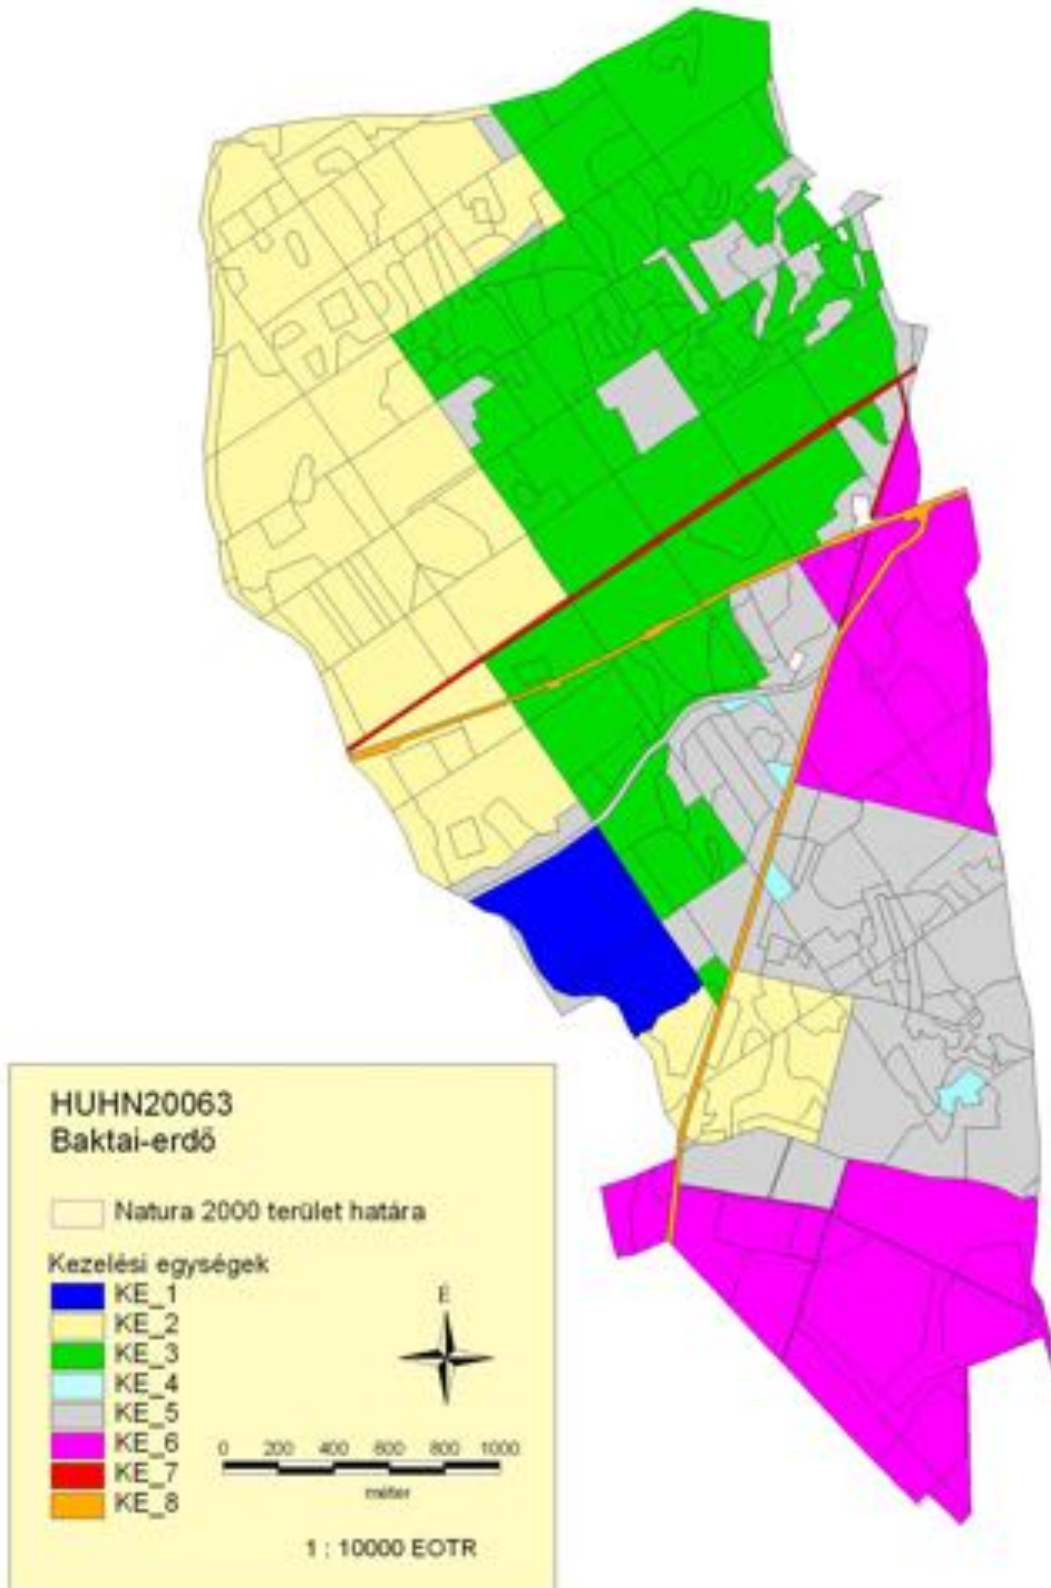 HUHN20063
Baktai-erdő
Natura 2000 terület határa
Kezelési egységek
KE_1
KE_2
KE_3
KE_4
KE_5
KE_6
KE_7
KE_8
É
0 200 400 600 800 1000
méter
1 : 10000 EOTR